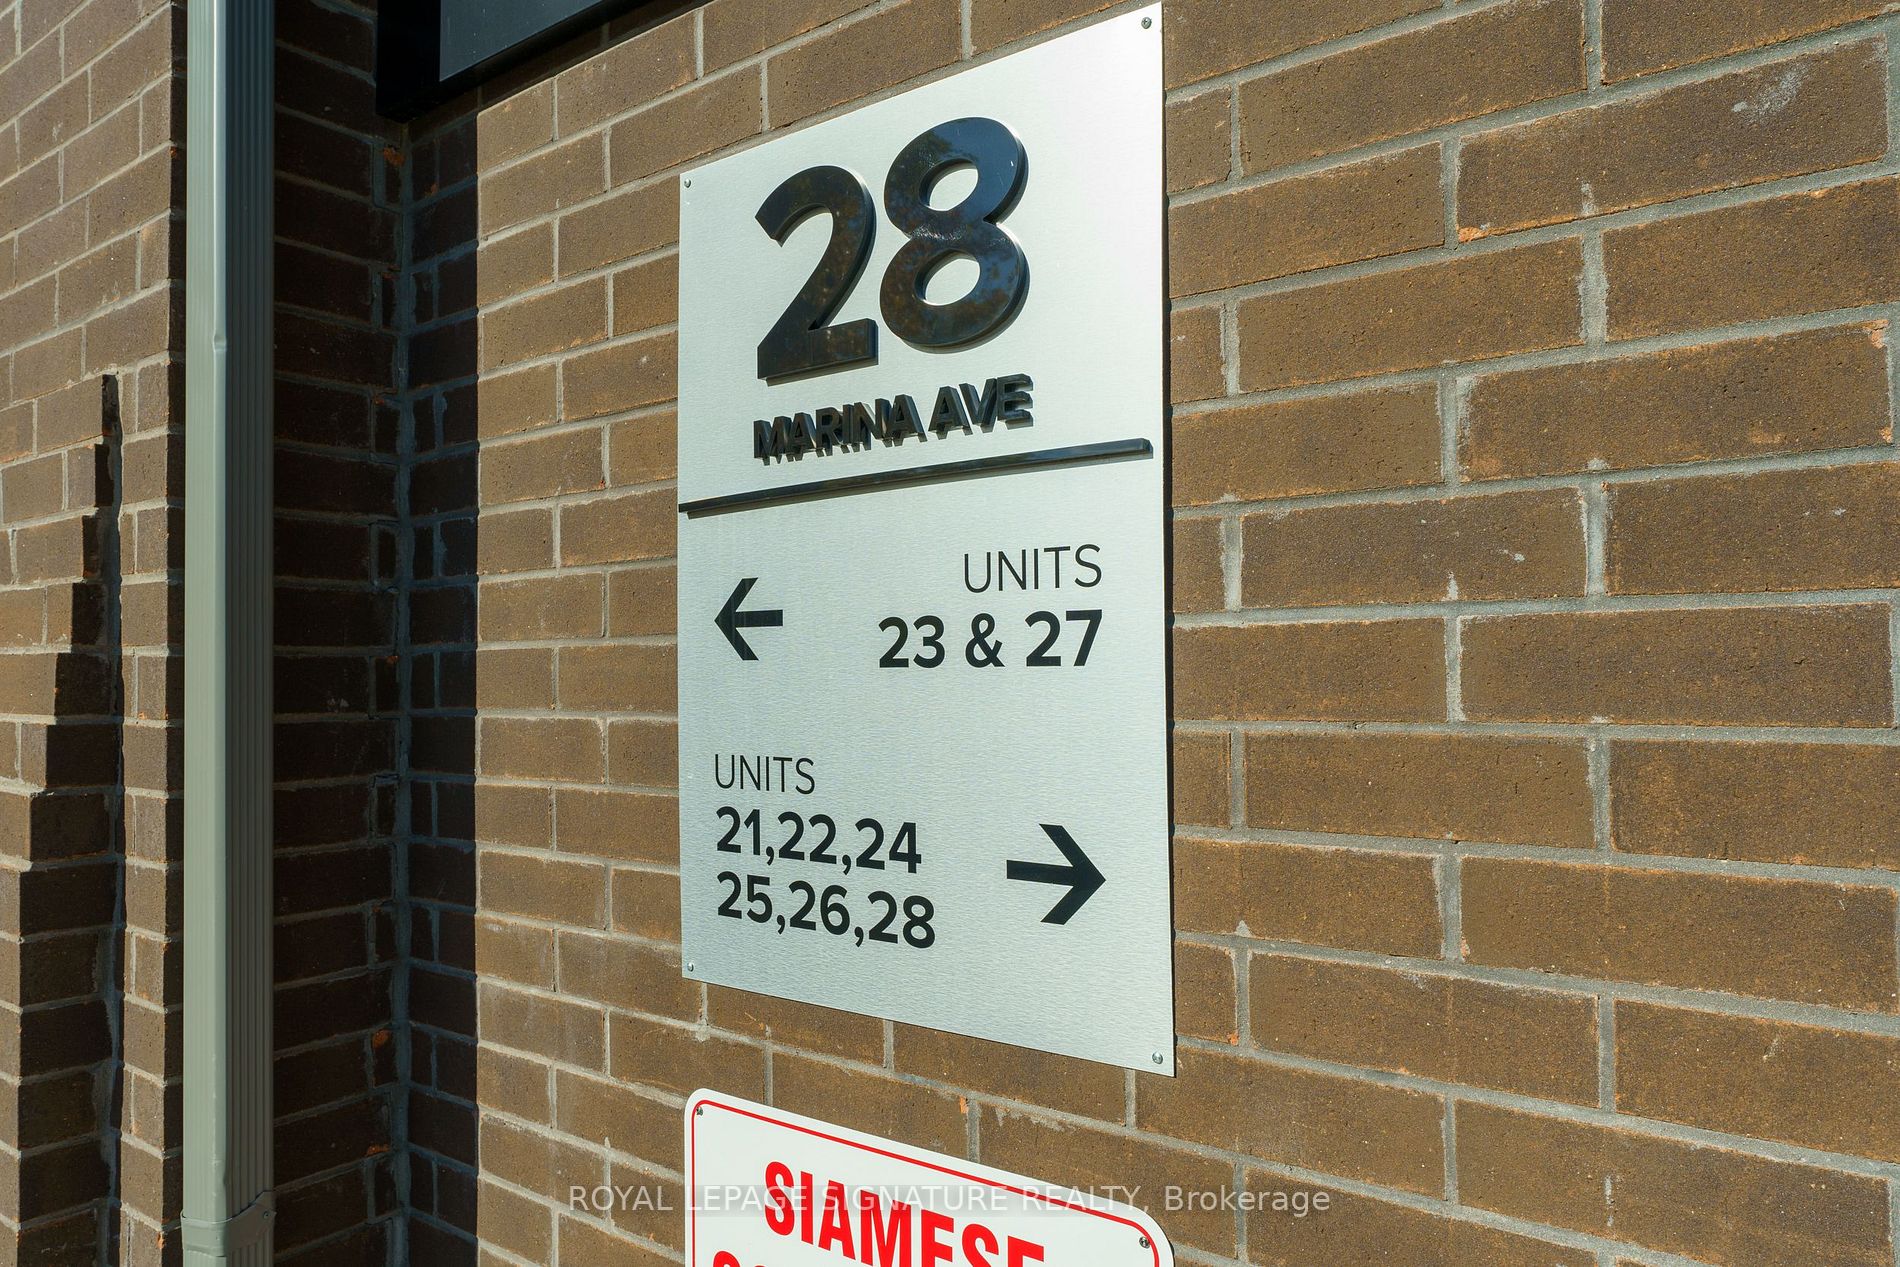 28
MARINA AVE
UNITS
23 & 27
UNITS
21,22,24
25,26,28
SIAMESE
ROYAL LEPAGE SIGNATURE REALTY, Brokerage